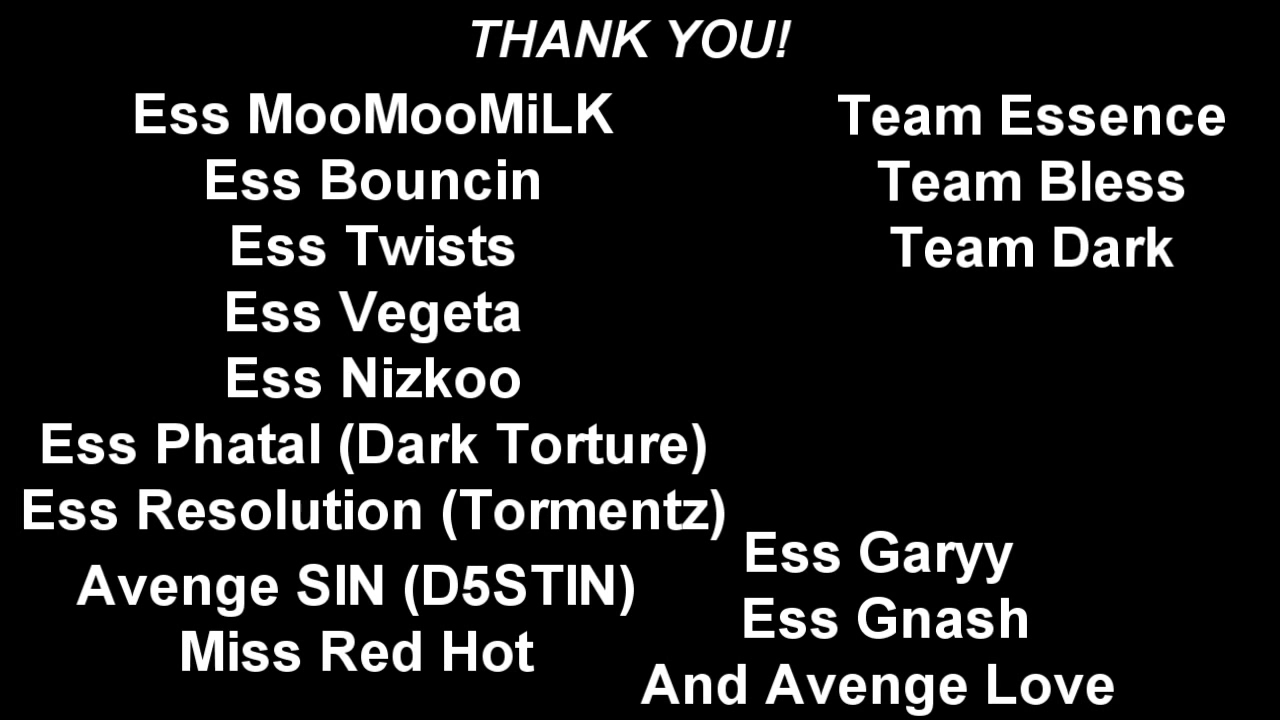 THANK YOU!
Ess MooMooMiLK
Ess Bouncin
Ess Twists
Ess Vegeta
Ess Nizkoo
Ess Phatal (Dark Torture)
Ess Resolution (Tormentz)
Avenge SIN (D5STIN)
Miss Red Hot
Team Essence
Team Bless
Team Dark
Ess Garyy
Ess Gnash
And Avenge Love